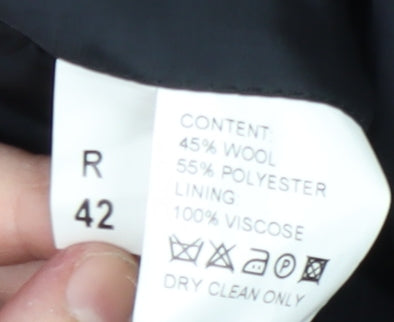 R
42
CONTENT:
45% WOOL
55% POLYESTER
LINING
100% VISCOSE
P
DRY CLEAN ONLY